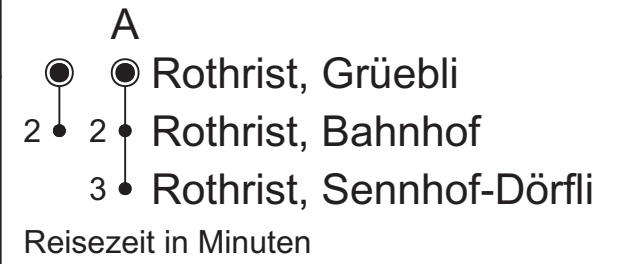 A
Rothrist, Grüebli
2 2 Rothrist, Bahnhof
3 Rothrist, Sennhof-Dörfli
Reisezeit in Minuten